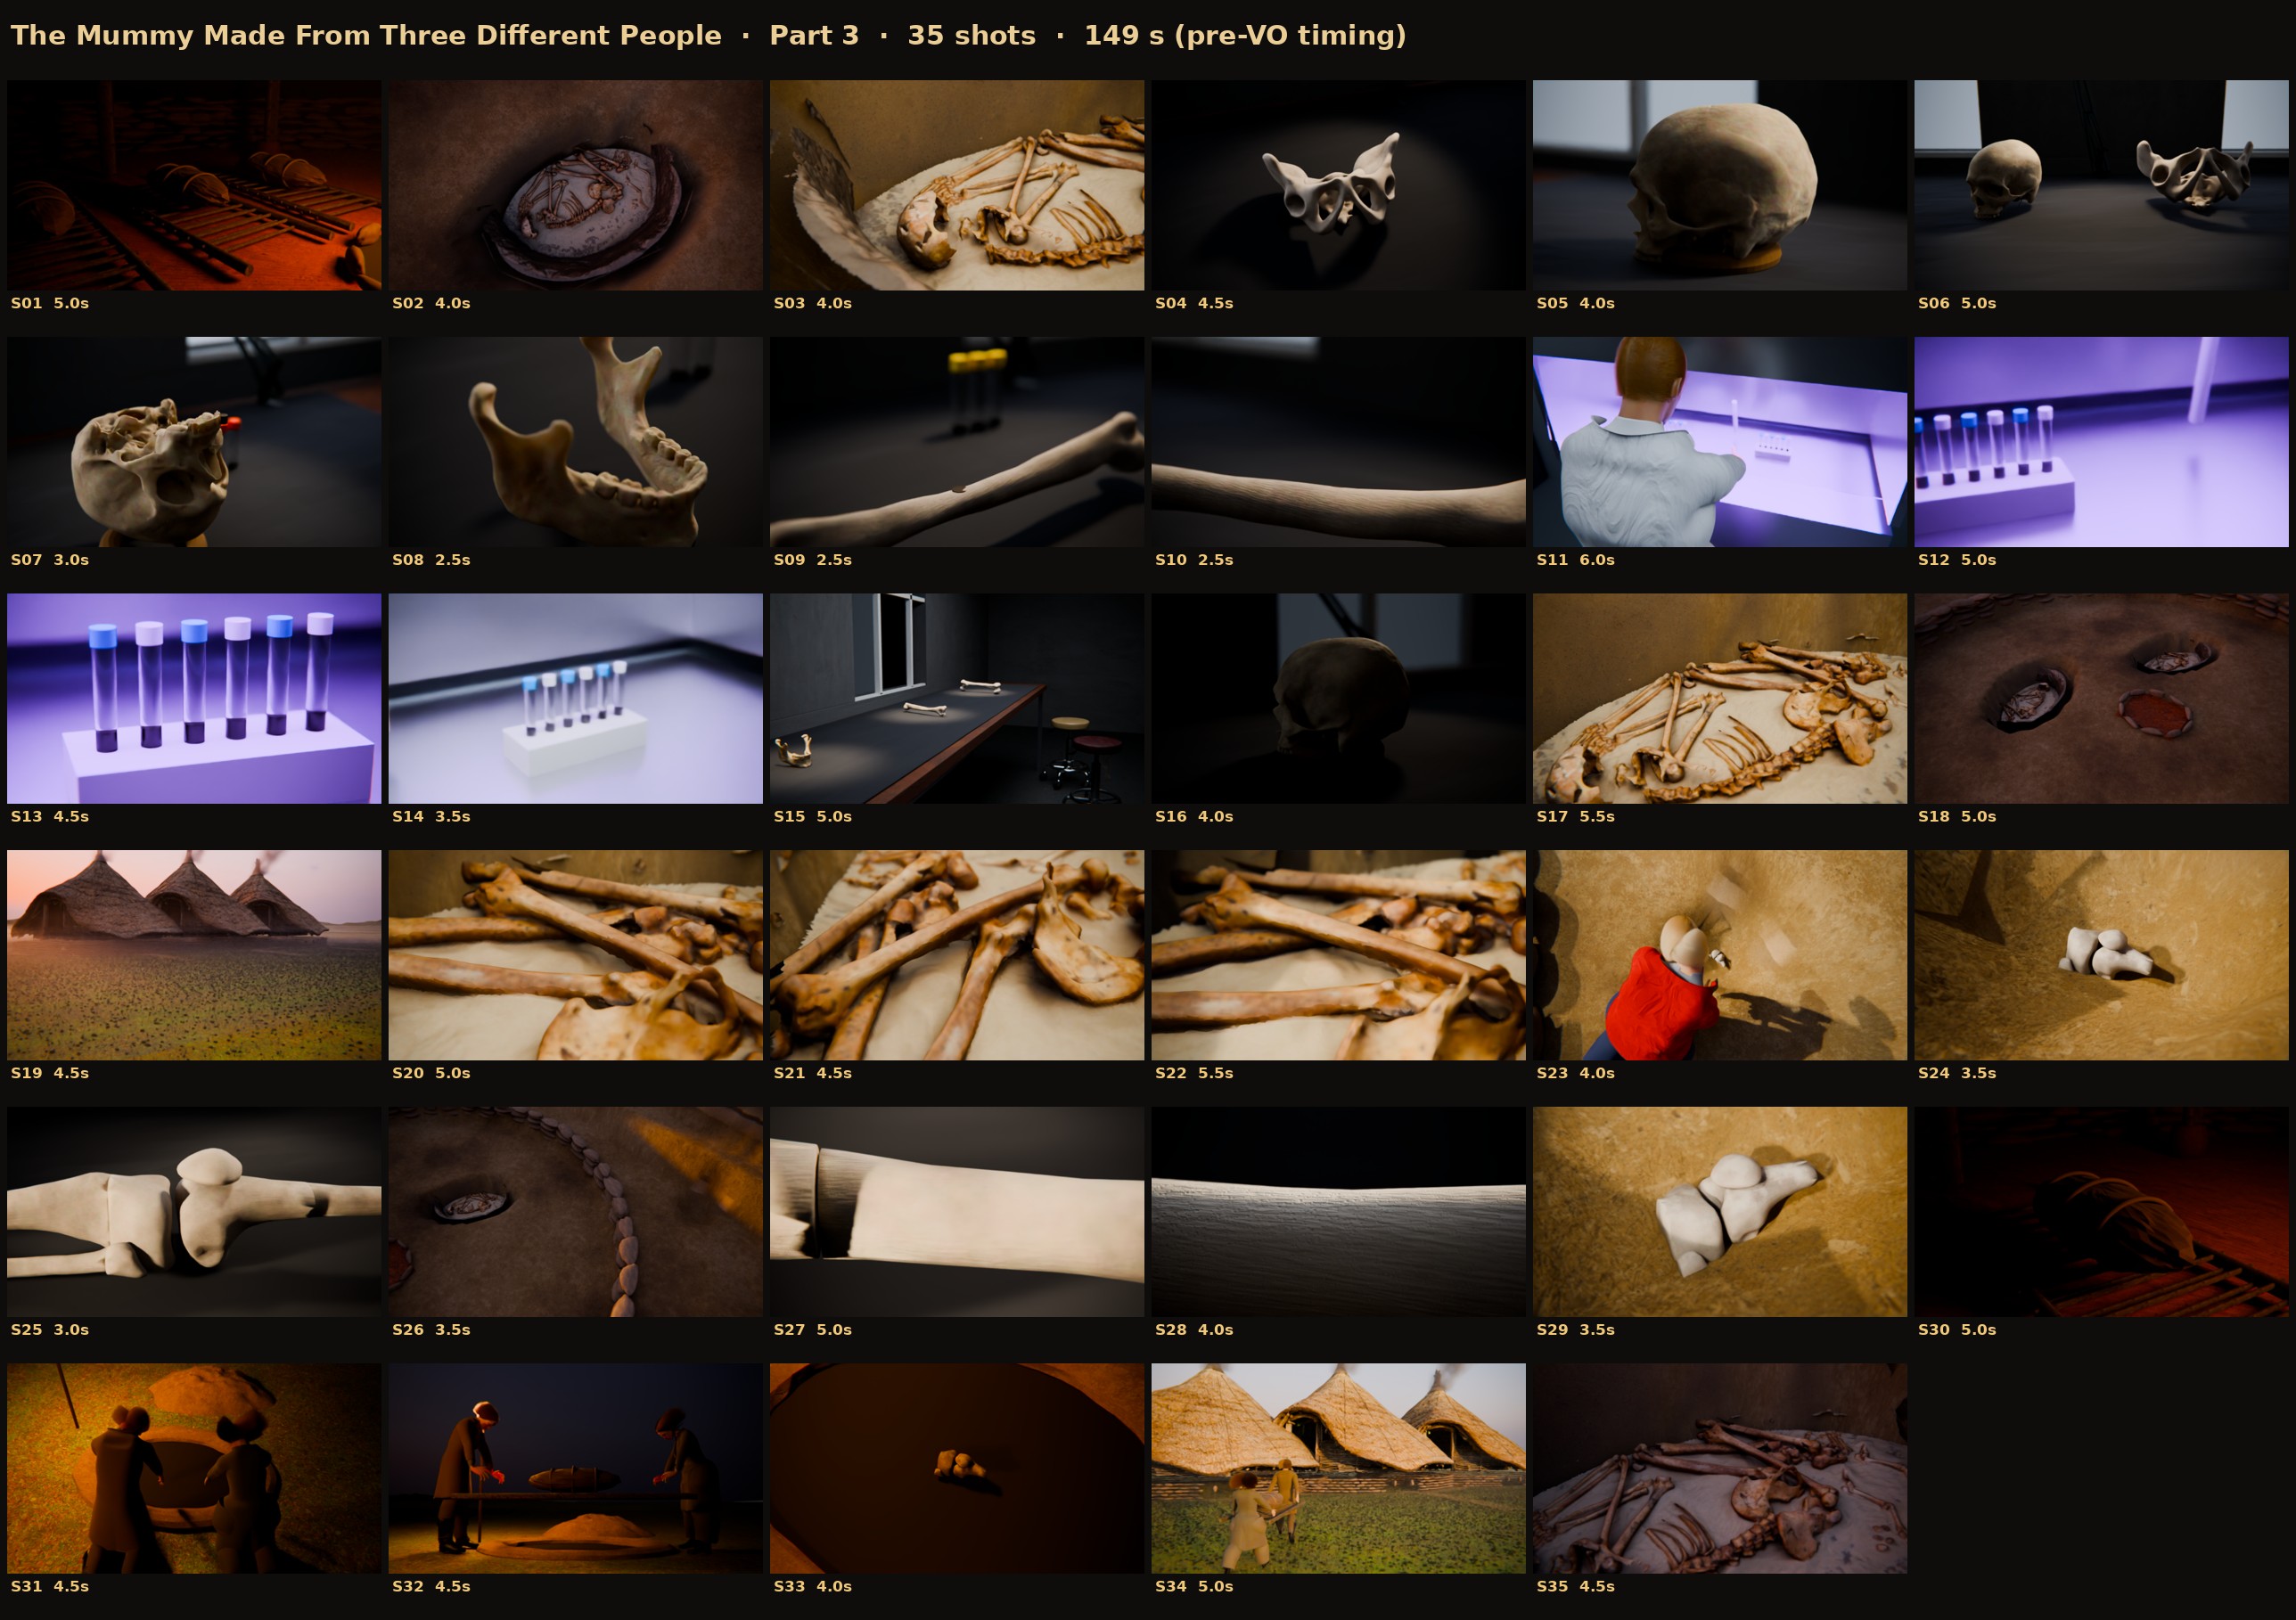 The Mummy Made From Three Different People · Part 3 · 35 shots · 149 s (pre-VO timing)
S01 5.0s
S02 4.0s
S03 4.0s
S04 4.5s
S05 4.0s
S06 5.0s
S07 3.0s
S08 2.5s
S09 2.5s
S10 2.5s
S11 6.0s
S12 5.0s
S13 4.5s
S14 3.5s
S15 5.0s
S16 4.0s
S17 5.5s
S18 5.0s
S19 4.5s
S20 5.0s
S21 4.5s
S22 5.5s
S23 4.0s
S24 3.5s
S25 3.0s
S26 3.5s
S27 5.0s
S28 4.0s
S29 3.5s
S30 5.0s
S31 4.5s
S32 4.5s
S33 4.0s
S34 5.0s
S35 4.5s